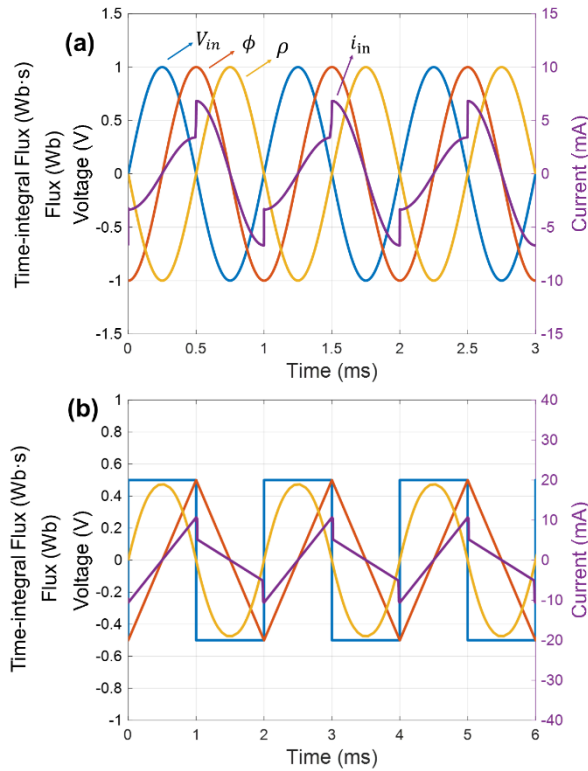 (a)
V_in
ϕ
ρ
i_in
Time-integral Flux (Wb·s)
Flux (Wb)
Voltage (V)
1.5
1
0.5
0
-0.5
-1
-1.5
15
10
5
0
-5
-10
-15
Current (mA)
0 0.5 1 1.5 2 2.5 3
Time (ms)
(b)
Time-integral Flux (Wb·s)
Flux (Wb)
Voltage (V)
1
0.8
0.6
0.4
0.2
0
-0.2
-0.4
-0.6
-0.8
-1
40
30
20
10
0
-10
-20
-30
-40
Current (mA)
0 1 2 3 4 5 6
Time (ms)